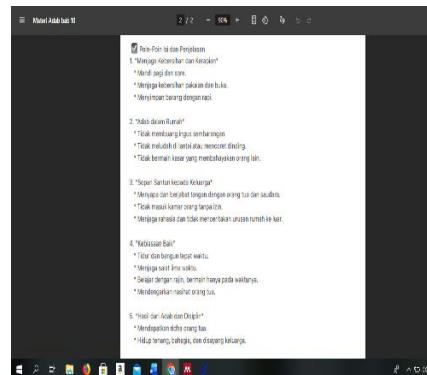 Materi Adab bab 10
2 / 2 - 90% +
Poin-Poin Isi dan Penjelasan
1. *Menjaga Kebersihan dan Kerapian*
* Mandi pagi dan sore.
* Menjaga kebersihan pakaian dan buku.
* Menyimpan barang dengan rapi.
2. *Adab dalam Rumah*
* Tidak membuang ingus sembarangan.
* Tidak meludah di lantai atau mencoret dinding.
* Tidak bermain kasar yang membahayakan orang lain.
3. *Sopan Santun kepada Keluarga*
* Menyapa dan berjabat tangan dengan orang tua dan saudara.
* Tidak masuk kamar orang tanpa izin.
* Menjaga rahasia dan tidak menceritakan urusan rumah ke luar.
4. *Kebiasaan Baik*
* Tidur dan bangun tepat waktu.
* Menjaga salat lima waktu.
* Belajar dengan rajin, bermain hanya pada waktunya.
* Mendengarkan nasihat orang tua.
5. *Hasil dari Adab dan Disiplin*
* Mendapatkan ridha orang tua.
* Hidup tenang, bahagia, dan disayang keluarga.